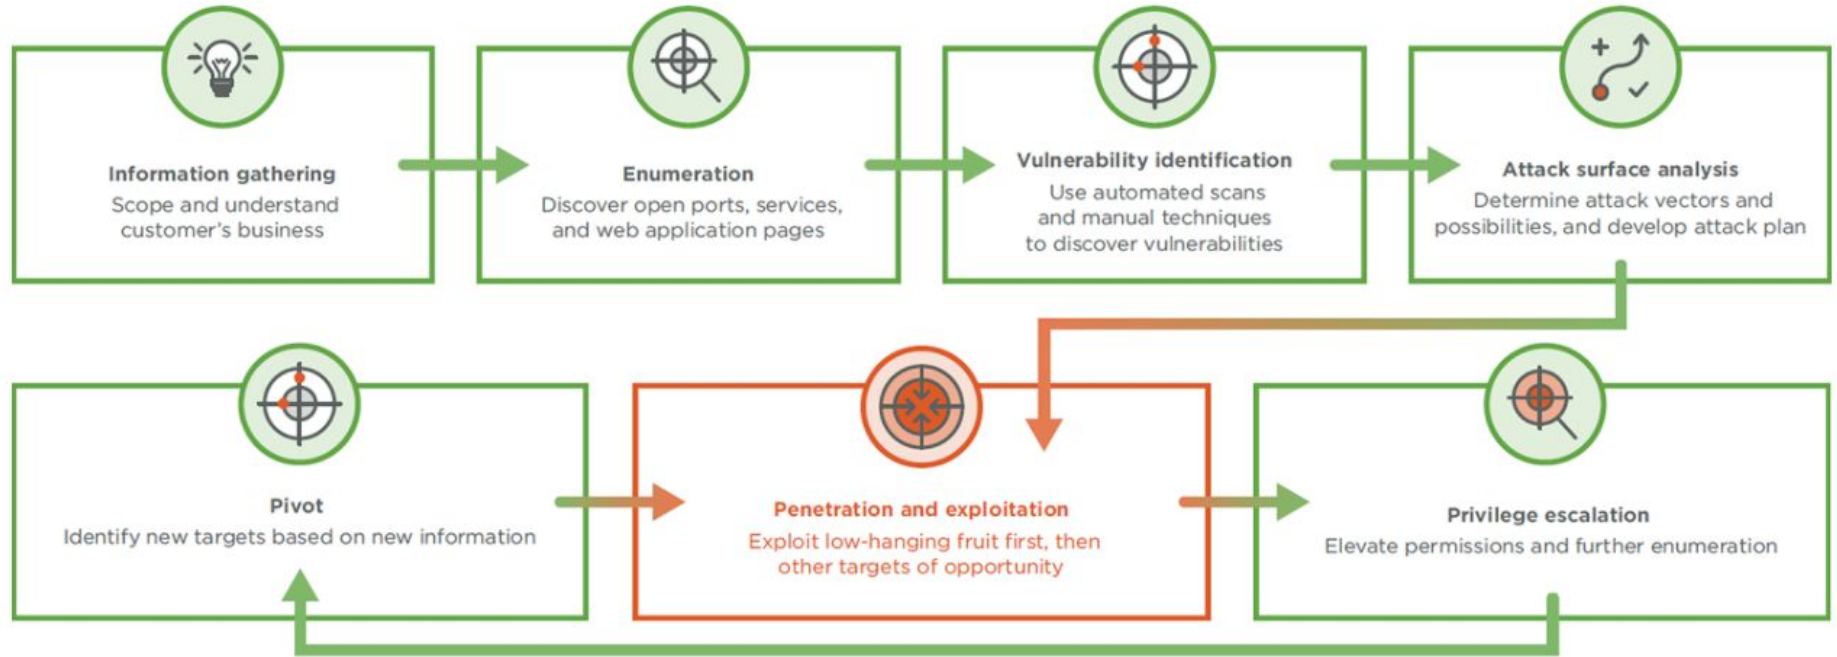 Information gathering
Scope and understand
customer's business
Enumeration
Discover open ports, services,
and web application pages
Vulnerability identification
Use automated scans
and manual techniques
to discover vulnerabilities
Attack surface analysis
Determine attack vectors and
possibilities, and develop attack plan
Pivot
Identify new targets based on new information
Penetration and exploitation
Exploit low-hanging fruit first, then
other targets of opportunity
Privilege escalation
Elevate permissions and further enumeration